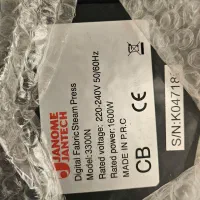 JANOME
JIANTECH
Digital Fabric Steam Press
Model: 3300N
Rated voltage: 220-240V 50/60Hz
Rated power: 1600W
MADE IN P.R.C
CB
S/N:K04718